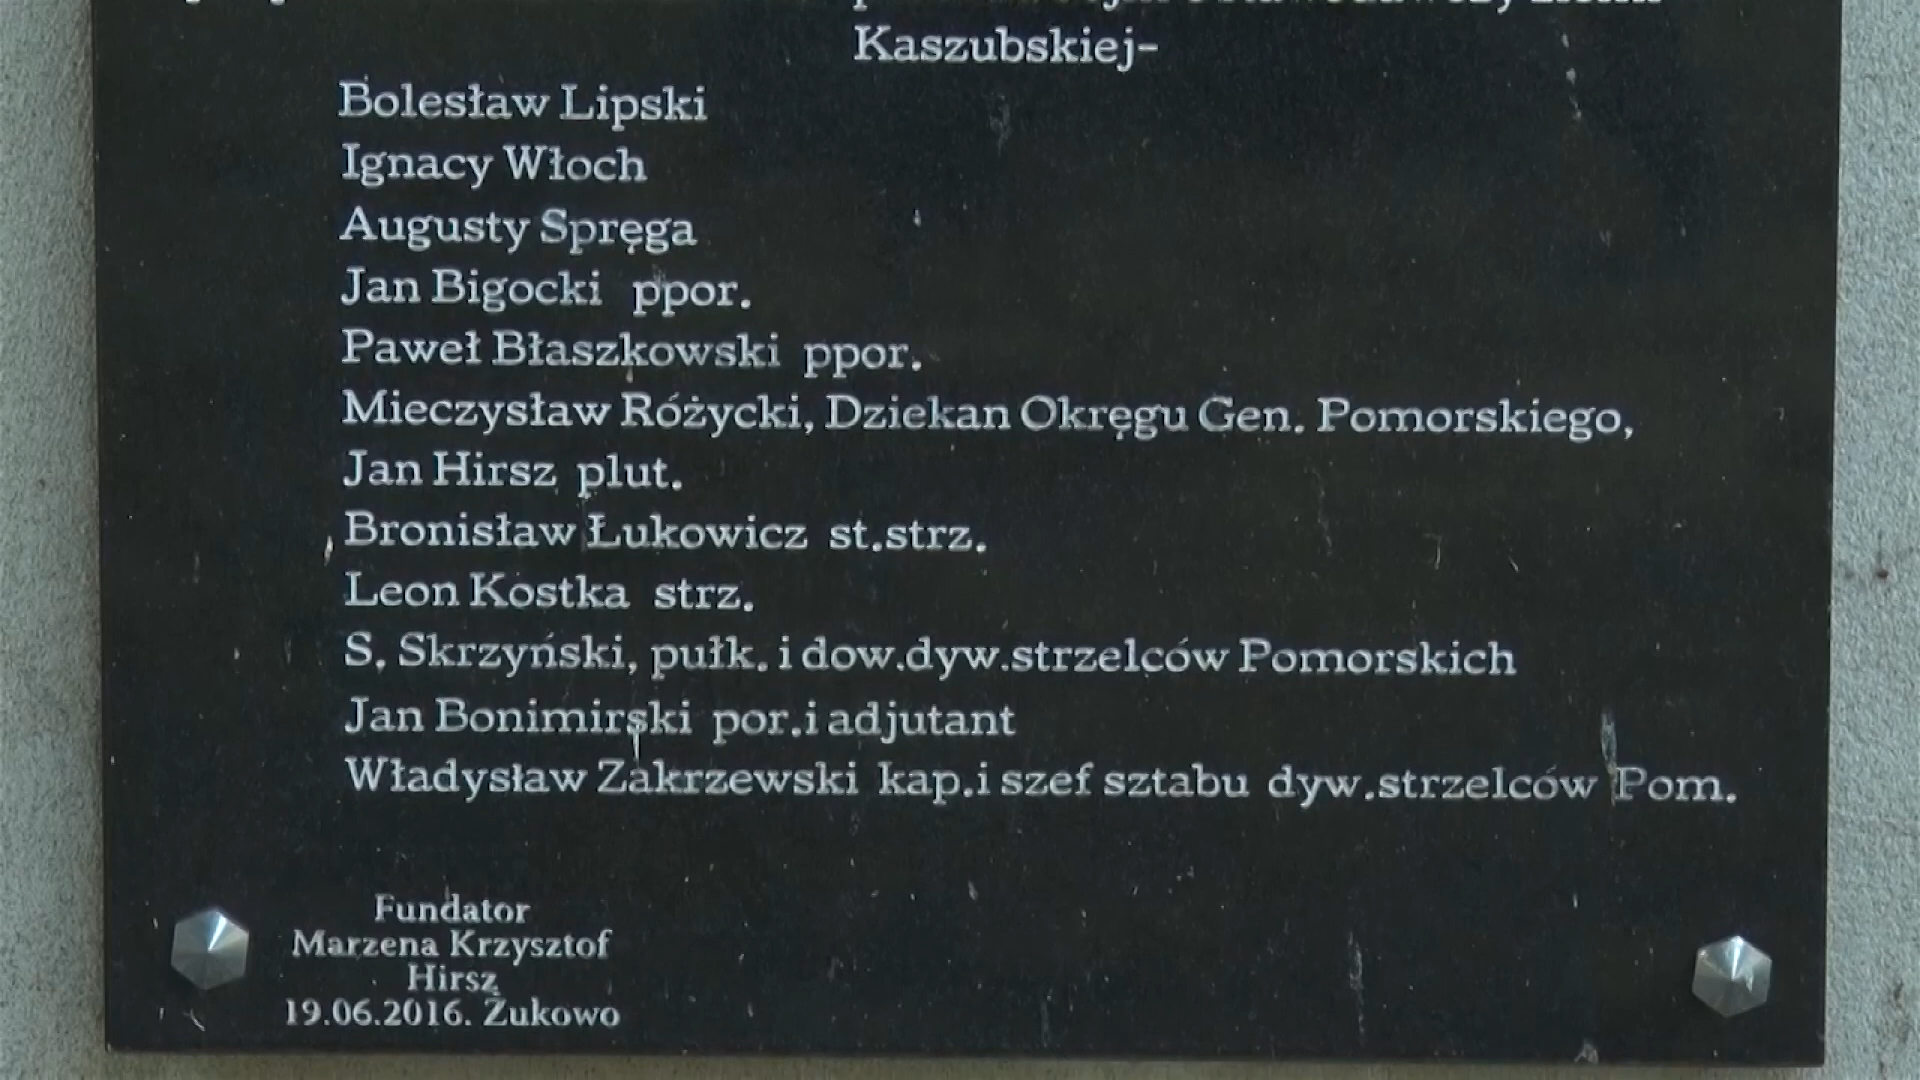 Kaszubskiej-
Bolesław Lipski
Ignacy Włoch
Augusty Spręga
Jan Bigocki ppor.
Paweł Błaszkowski ppor.
Mieczysław Różycki, Dziekan Okręgu Gen. Pomorskiego,
Jan Hirsz plut.
Bronisław Łukowicz st.strz.
Leon Kostka strz.
S. Skrzyński, pułk. i dow.dyw.strzelców Pomorskich
Jan Bonimirski por.i adjutant
Władysław Zakrzewski kap.i szef sztabu dyw.strzelców Pom.
Fundator
Marzena Krzysztof
Hirsz
19.06.2016. Żukowo